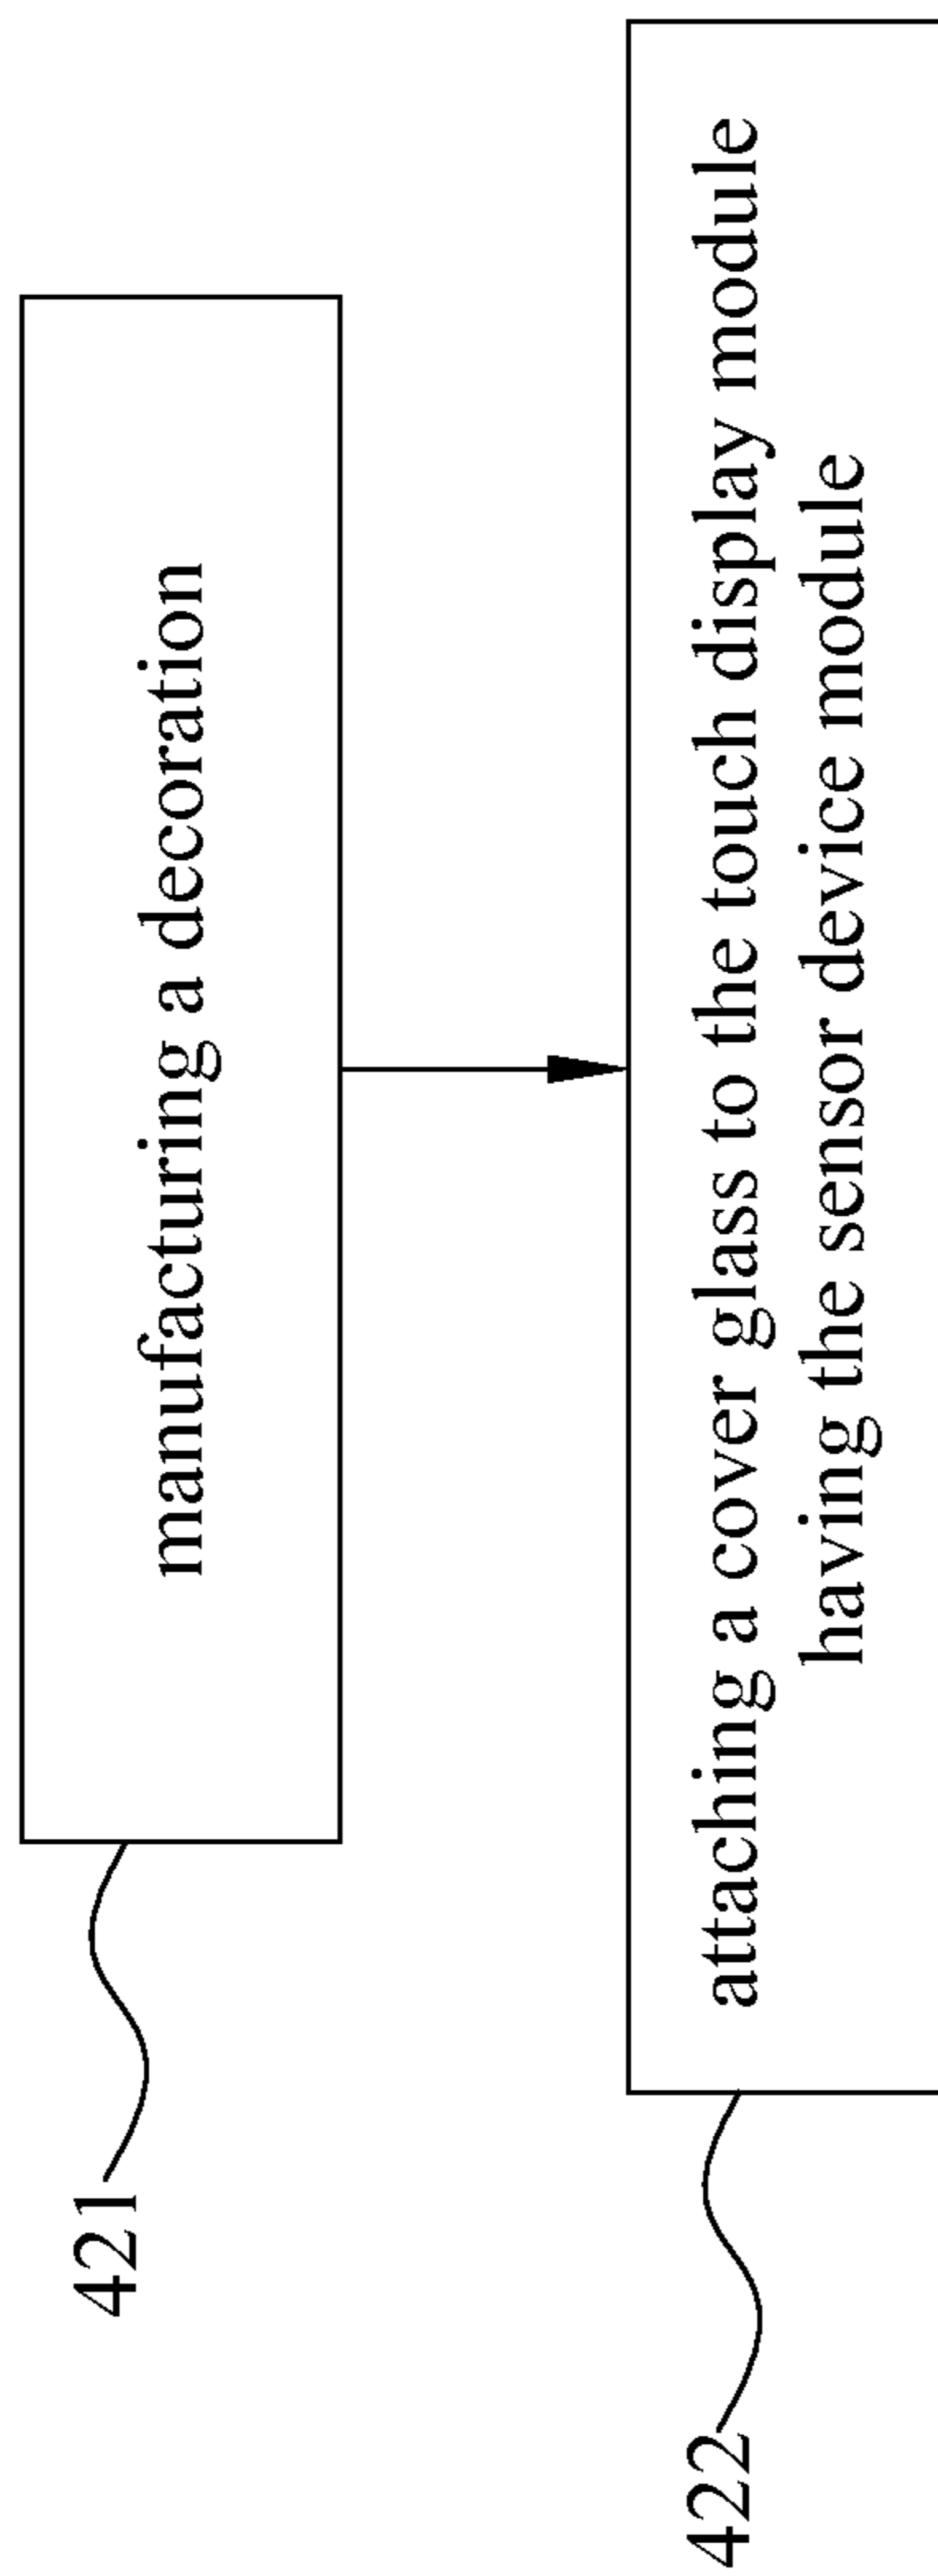 421
manufacturing a decoration
422
attaching a cover glass to the touch display module
having the sensor device module